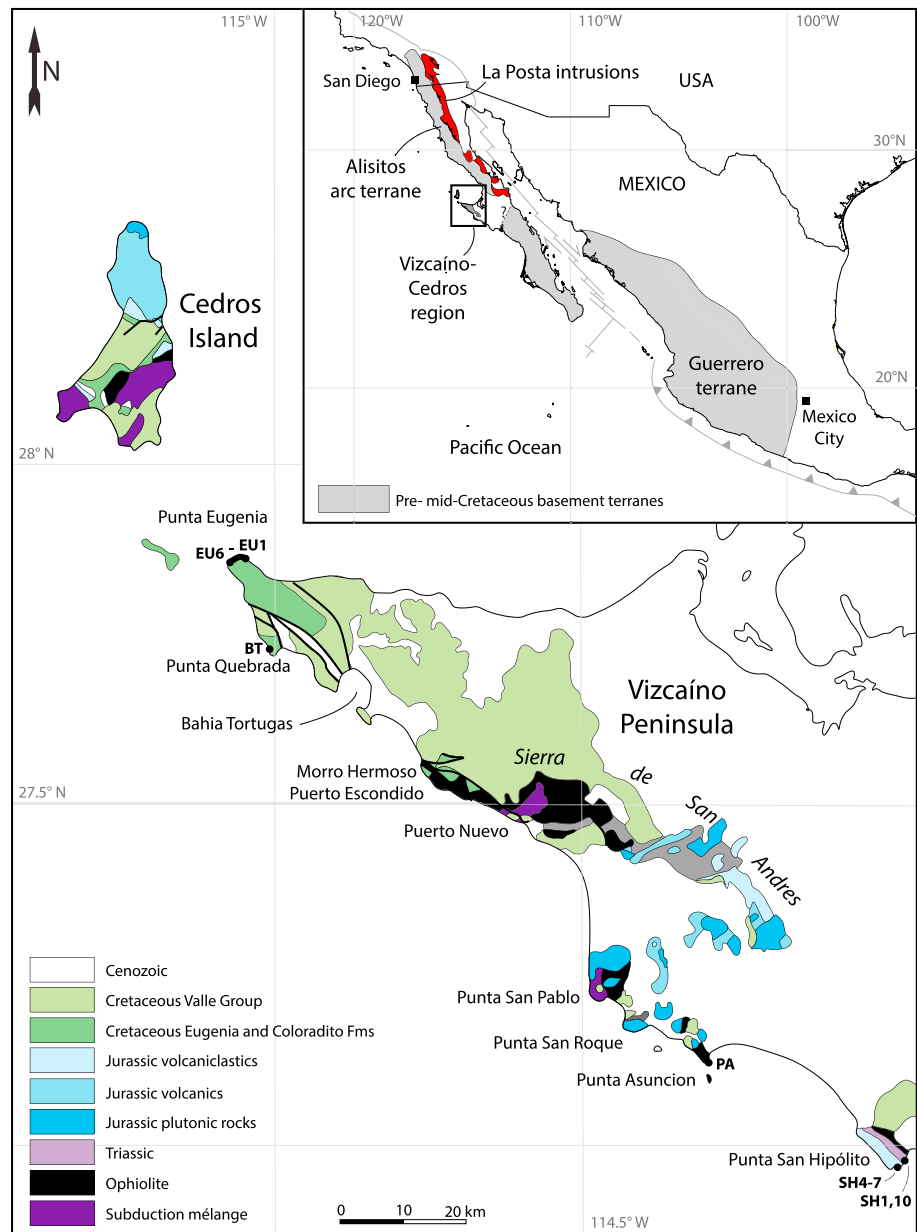 115° W
120°W
110°W
100°W
N
San Diego
La Posta intrusions
USA
30°N
Alisitos
arc terrane
MEXICO
?
Vizcaíno-
Cedros
region
Cedros
Island
Guerrero
terrane
20°N
Mexico
City
Pacific Ocean
28° N
Pre- mid-Cretaceous basement terranes
Punta Eugenia
EU6 - EU1
BT
Punta Quebrada
Vizcaíno
Peninsula
Bahia Tortugas
Sierra
de
San
Andres
Morro Hermoso
Puerto Escondido
27.5° N
Puerto Nuevo
Cenozoic
Cretaceous Valle Group
Cretaceous Eugenia and Coloradito Fms
Jurassic volcaniclastics
Jurassic volcanics
Jurassic plutonic rocks
Triassic
Ophiolite
Subduction mélange
Punta San Pablo
Punta San Roque
PA
Punta Asuncion
Punta San Hipólito
SH4-7
SH1,10
0 10 20 km
114.5° W